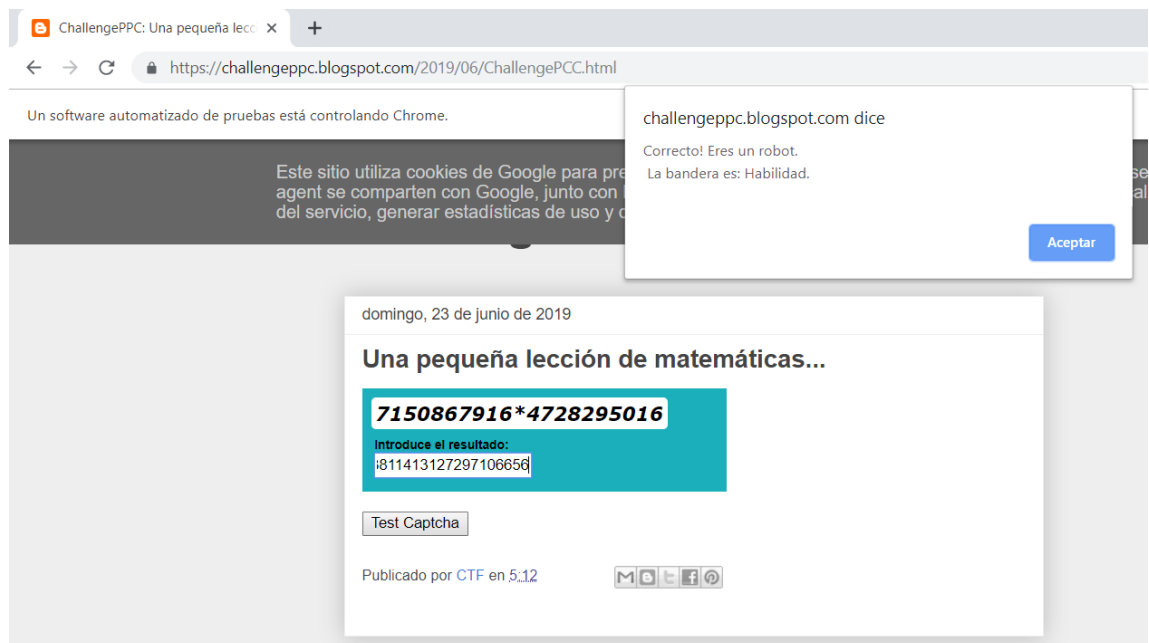 ChallengePPC: Una pequeña lecc
https://challengeppc.blogspot.com/2019/06/ChallengePCC.html
Un software automatizado de pruebas está controlando Chrome.
challengeppc.blogspot.com dice
Correcto! Eres un robot.
La bandera es: Habilidad.
Aceptar
Este sitio utiliza cookies de Google para pre
agent se comparten con Google, junto con
del servicio, generar estadísticas de uso y
domingo, 23 de junio de 2019
Una pequeña lección de matemáticas...
7150867916*4728295016
Introduce el resultado:
8114131272971066​56
Test Captcha
Publicado por CTF en 5:12